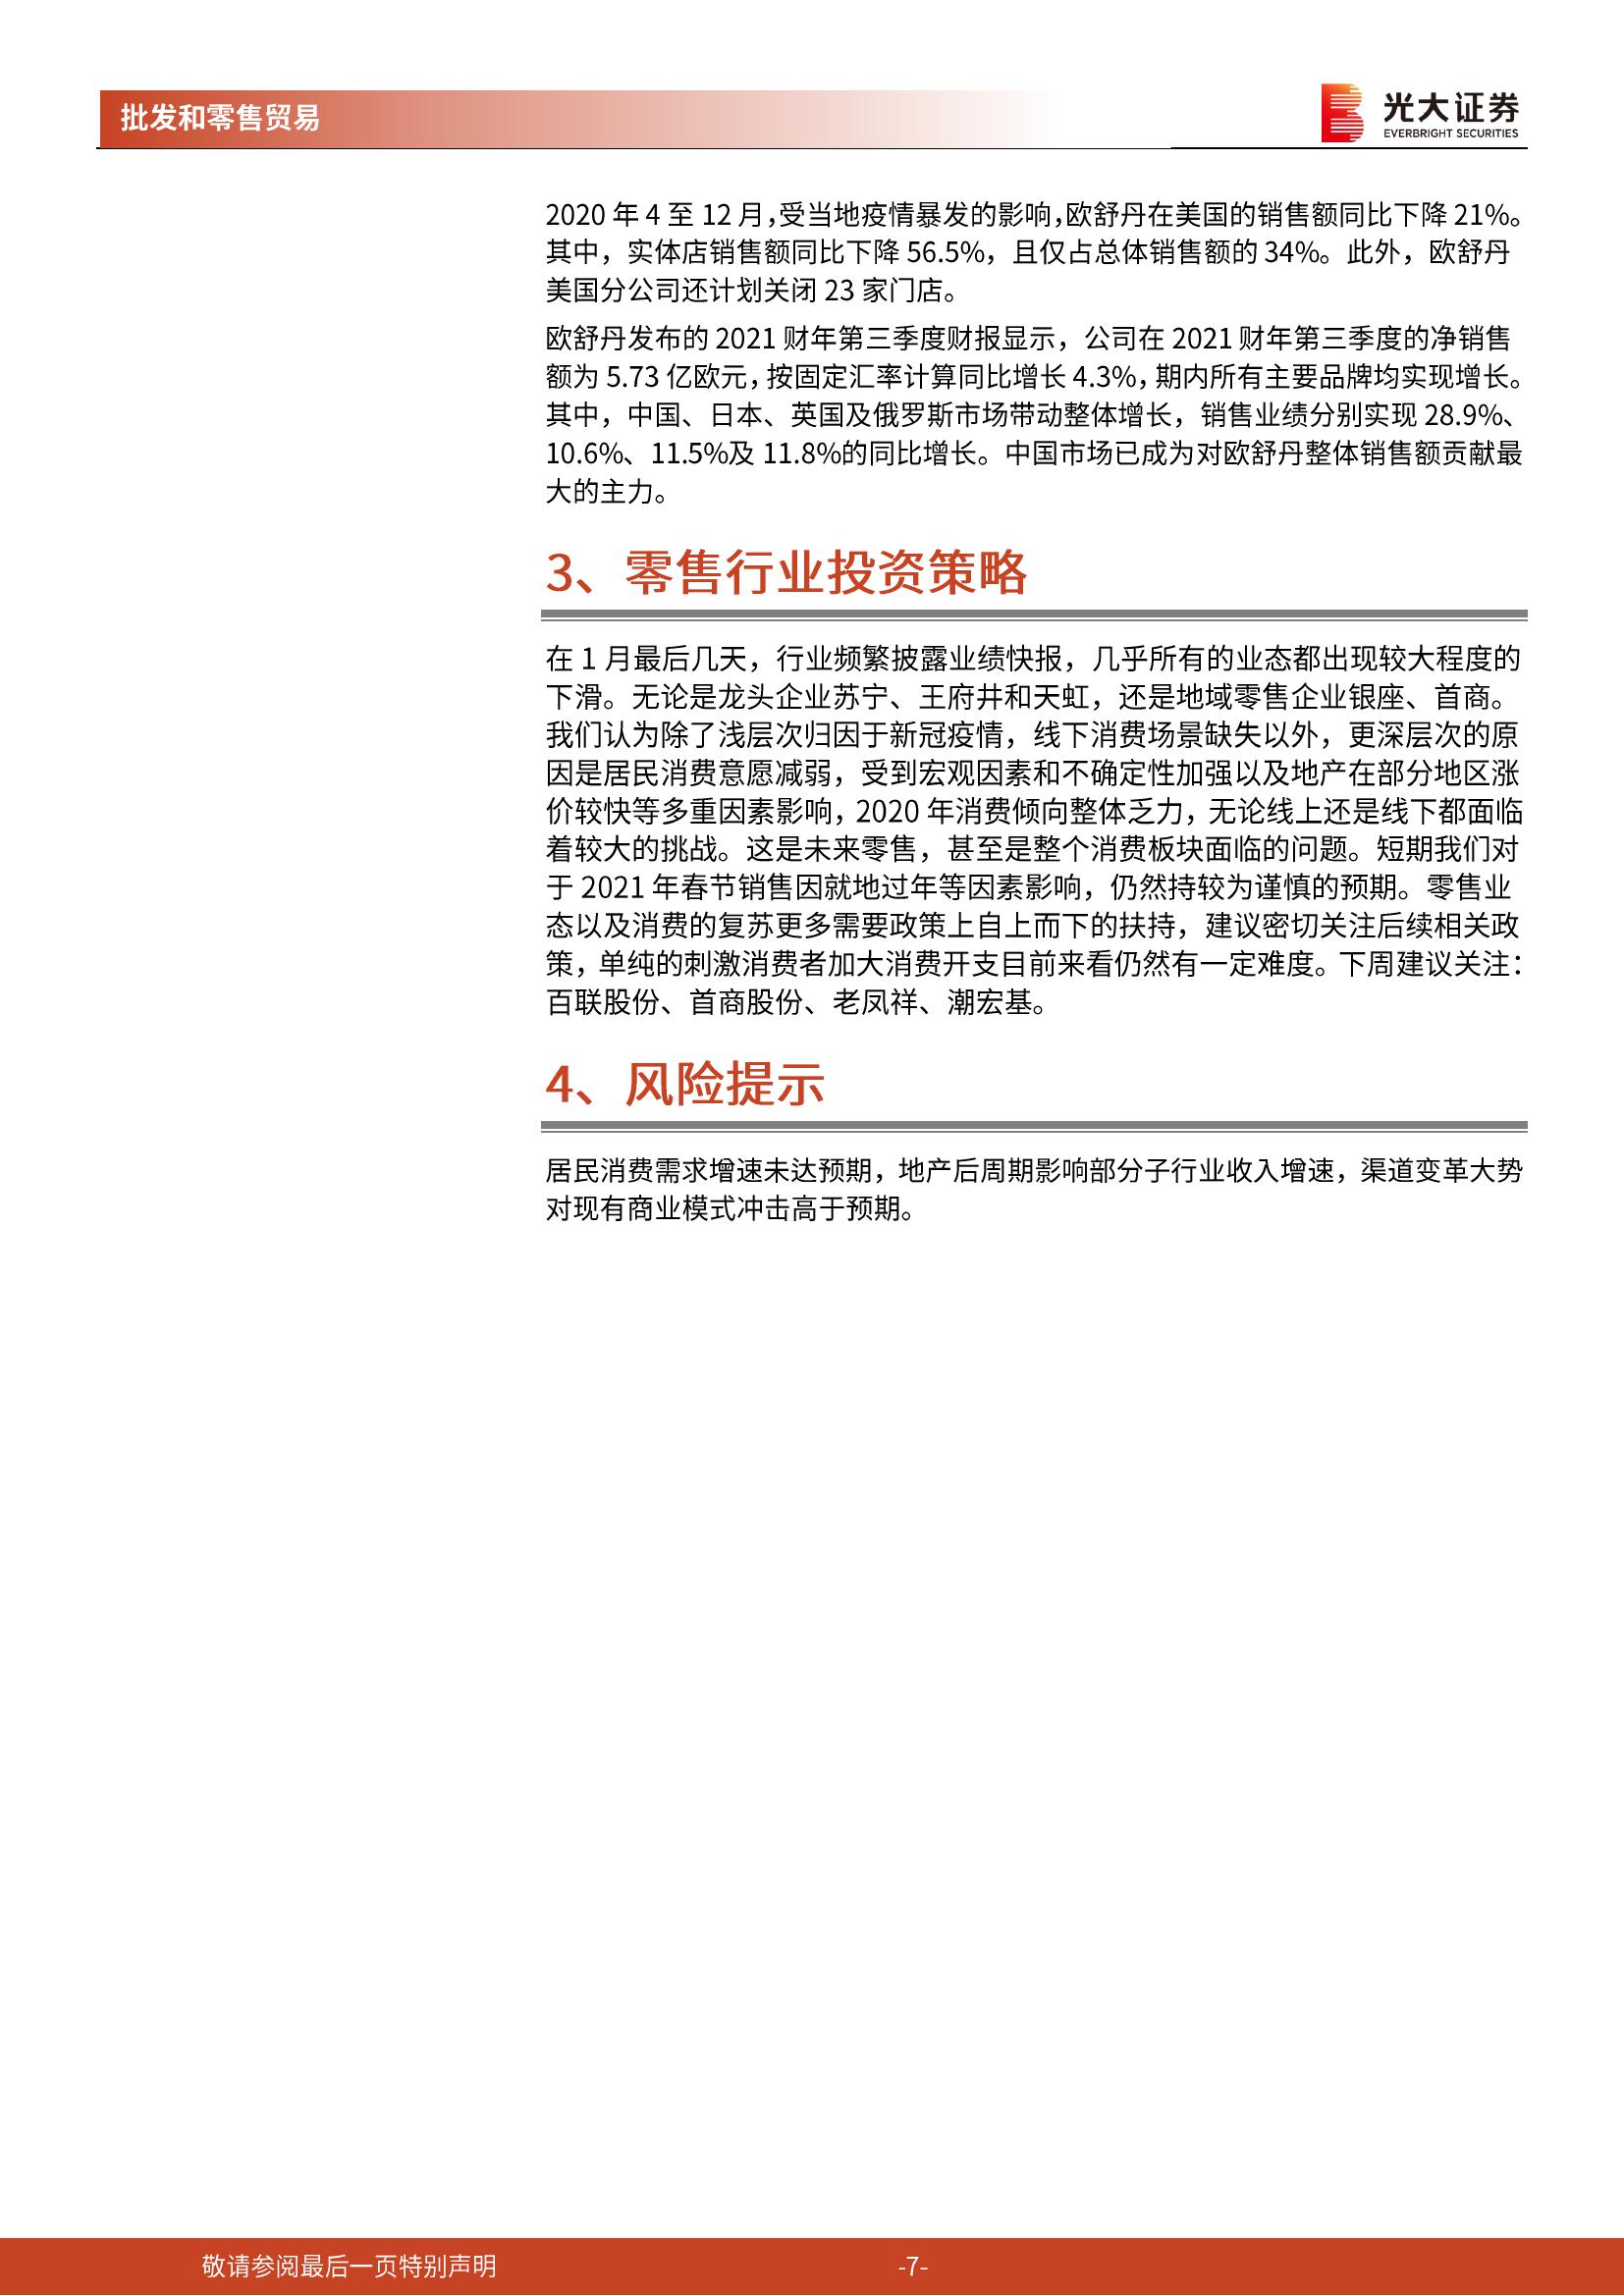 批发和零售贸易
光大证券
EVERBRIGHT SECURITIES
2020 年 4 至 12 月，受当地疫情暴发的影响，欧舒丹在美国的销售额同比下降 21%。
其中，实体店销售额同比下降 56.5%，且仅占总体销售额的 34%。此外，欧舒丹
美国分公司还计划关闭 23 家门店。
欧舒丹发布的 2021 财年第三季度财报显示，公司在 2021 财年第三季度的净销售
额为 5.73 亿欧元，按固定汇率计算同比增长 4.3%，期内所有主要品牌均实现增长。
其中，中国、日本、英国及俄罗斯市场带动整体增长，销售业绩分别实现 28.9%、
10.6%、11.5%及 11.8%的同比增长。中国市场已成为对欧舒丹整体销售额贡献最
大的主力。
3、零售行业投资策略
在 1 月最后几天，行业频繁披露业绩快报，几乎所有的业态都出现较大程度的
下滑。无论是龙头企业苏宁、王府井和天虹，还是地域零售企业银座、首商。
我们认为除了浅层次归因于新冠疫情，线下消费场景缺失以外，更深层次的原
因是居民消费意愿减弱，受到宏观因素和不确定性加强以及地产在部分地区涨
价较快等多重因素影响，2020 年消费倾向整体乏力，无论线上还是线下都面临
着较大的挑战。这是未来零售，甚至是整个消费板块面临的问题。短期我们对
于 2021 年春节销售因就地过年等因素影响，仍然持较为谨慎的预期。零售业
态以及消费的复苏更多需要政策上自上而下的扶持，建议密切关注后续相关政
策，单纯的刺激消费者加大消费开支目前来看仍然有一定难度。下周建议关注：
百联股份、首商股份、老凤祥、潮宏基。
4、风险提示
居民消费需求增速未达预期，地产后周期影响部分子行业收入增速，渠道变革大势
对现有商业模式冲击高于预期。
敬请参阅最后一页特别声明
-7-